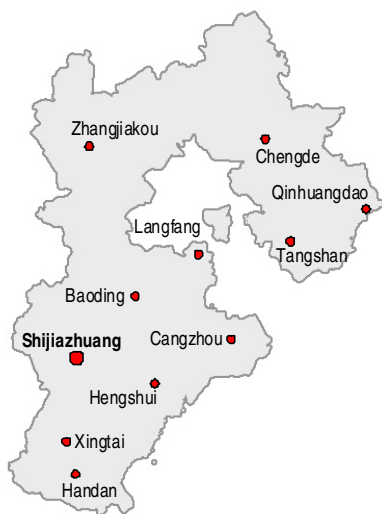 Zhangjiakou
Chengde
Qinhuangdao
Langfang
Tangshan
Baoding
Shijiazhuang
Cangzhou
Hengshui
Xingtai
Handan